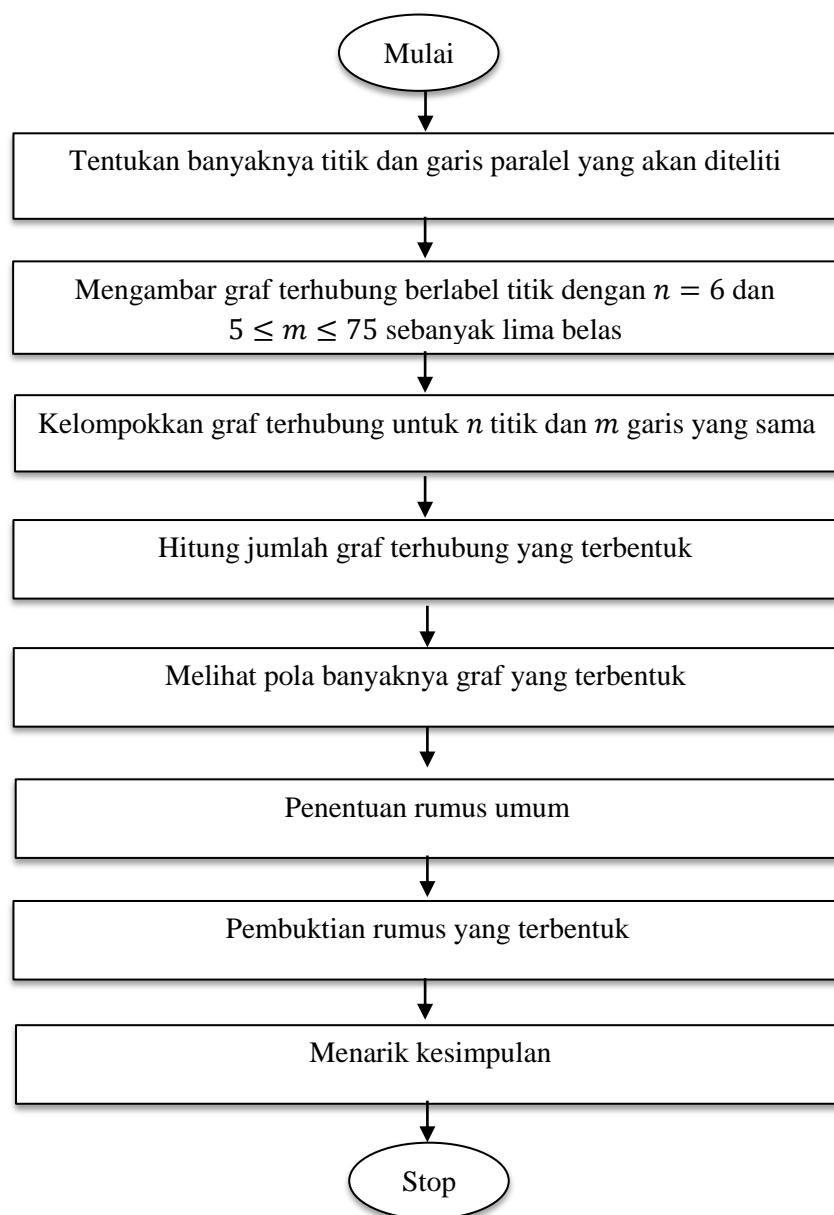 Mulai
Tentukan banyaknya titik dan garis paralel yang akan diteliti
Mengambar graf terhubung berlabel titik dengan 𝑛 = 6 dan
5 ≤ 𝑚 ≤ 75 sebanyak lima belas
Kelompokkan graf terhubung untuk 𝑛 titik dan 𝑚 garis yang sama
Hitung jumlah graf terhubung yang terbentuk
Melihat pola banyaknya graf yang terbentuk
Penentuan rumus umum
Pembuktian rumus yang terbentuk
Menarik kesimpulan
Stop